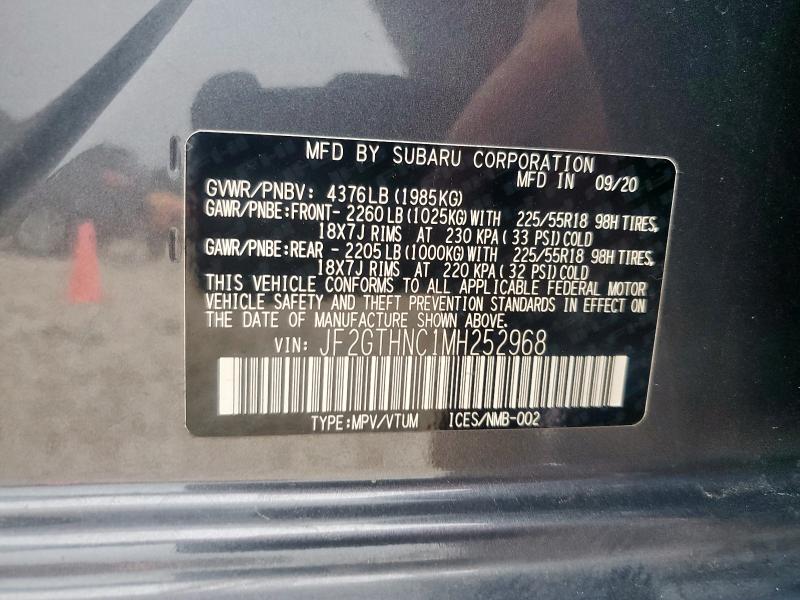 MFD BY SUBARU CORPORATION
MFD IN 09/20
GVWR/PNBV: 4376LB (1985KG)
GAWR/PNBE:FRONT- 2260 LB (1025KG) WITH 225/55R18 98H TIRES,
18X7J RIMS AT 230 KPA ( 33 PSI) COLD
GAWR/PNBE:REAR - 2205 LB (1000KG) WITH 225/55R18 98H TIRES,
18X7J RIMS AT 220 KPA ( 32 PSI) COLD
THIS VEHICLE CONFORMS TO ALL APPLICABLE FEDERAL MOTOR
VEHICLE SAFETY AND THEFT PREVENTION STANDARDS IN EFFECT ON
THE DATE OF MANUFACTURE SHOWN ABOVE.
VIN: JF2GTHNC1MH252968
TYPE:MPV/VTUM ICES/NMB-002